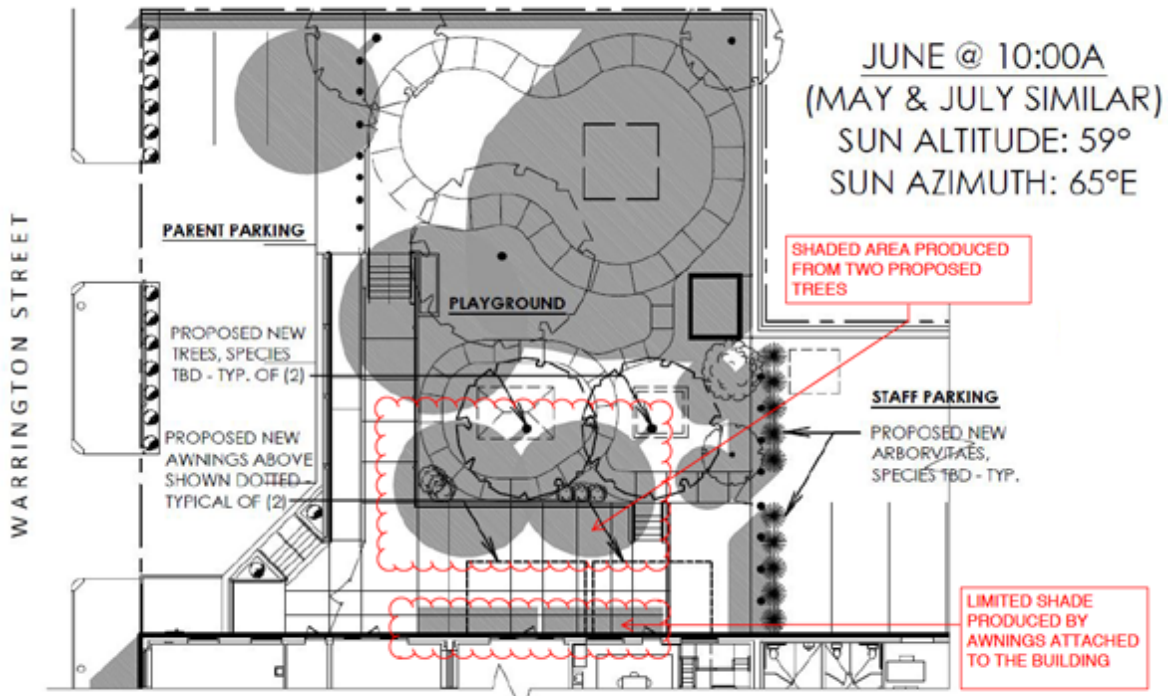 JUNE @ 10:00A
(MAY & JULY SIMILAR)
SUN ALTITUDE: 59°
SUN AZIMUTH: 65°E
WARRINGTON STREET
PARENT PARKING
PLAYGROUND
SHADED AREA PRODUCED
FROM TWO PROPOSED
TREES
PROPOSED NEW
TREES, SPECIES
TBD - TYP. OF (2)
STAFF PARKING
PROPOSED NEW
ARBORVITAES,
SPECIES TBD - TYP.
PROPOSED NEW
AWNINGS ABOVE
SHOWN DOTTED -
TYPICAL OF (2)
LIMITED SHADE
PRODUCED BY
AWNINGS ATTACHED
TO THE BUILDING